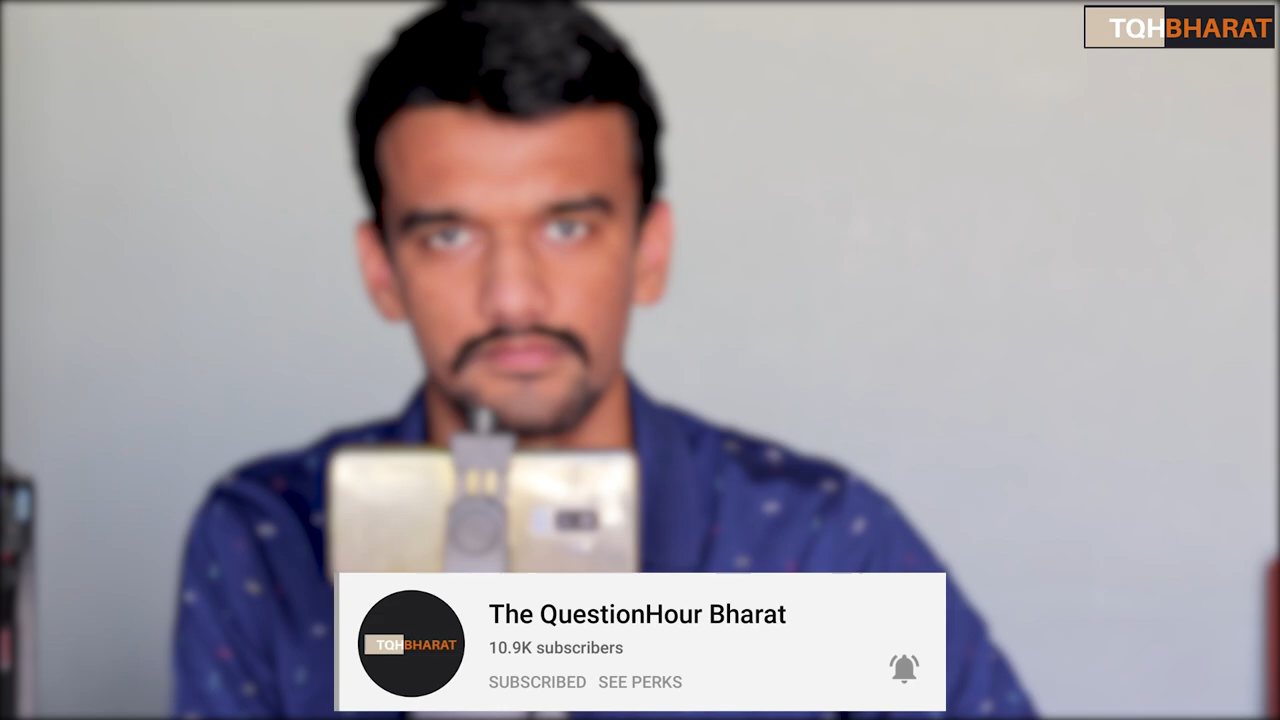 TQHBHARAT
The QuestionHour Bharat
TQHBHARAT
10.9K subscribers
SUBSCRIBED SEE PERKS